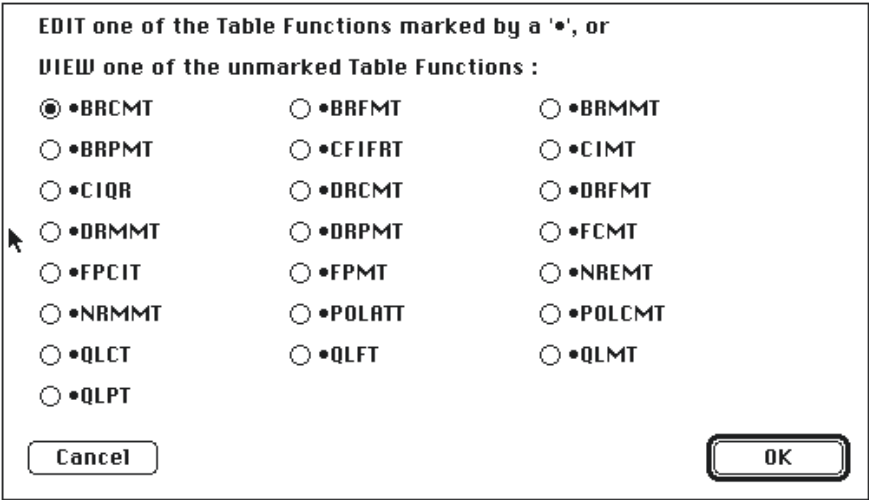 EDIT one of the Table Functions marked by a '•', or
VIEW one of the unmarked Table Functions :
•BRCMT •BRFMT •BRMMT
•BRPMT •CFIFRT •CIMT
•CIQR •DRCMT •DRFMT
•DRMMT •DRPMT •FCMT
•FPCIT •FPMT •NREMT
•NRMMT •POLATT •POLCMT
•QLCT •QLFT •QLMT
•QLPT
Cancel OK